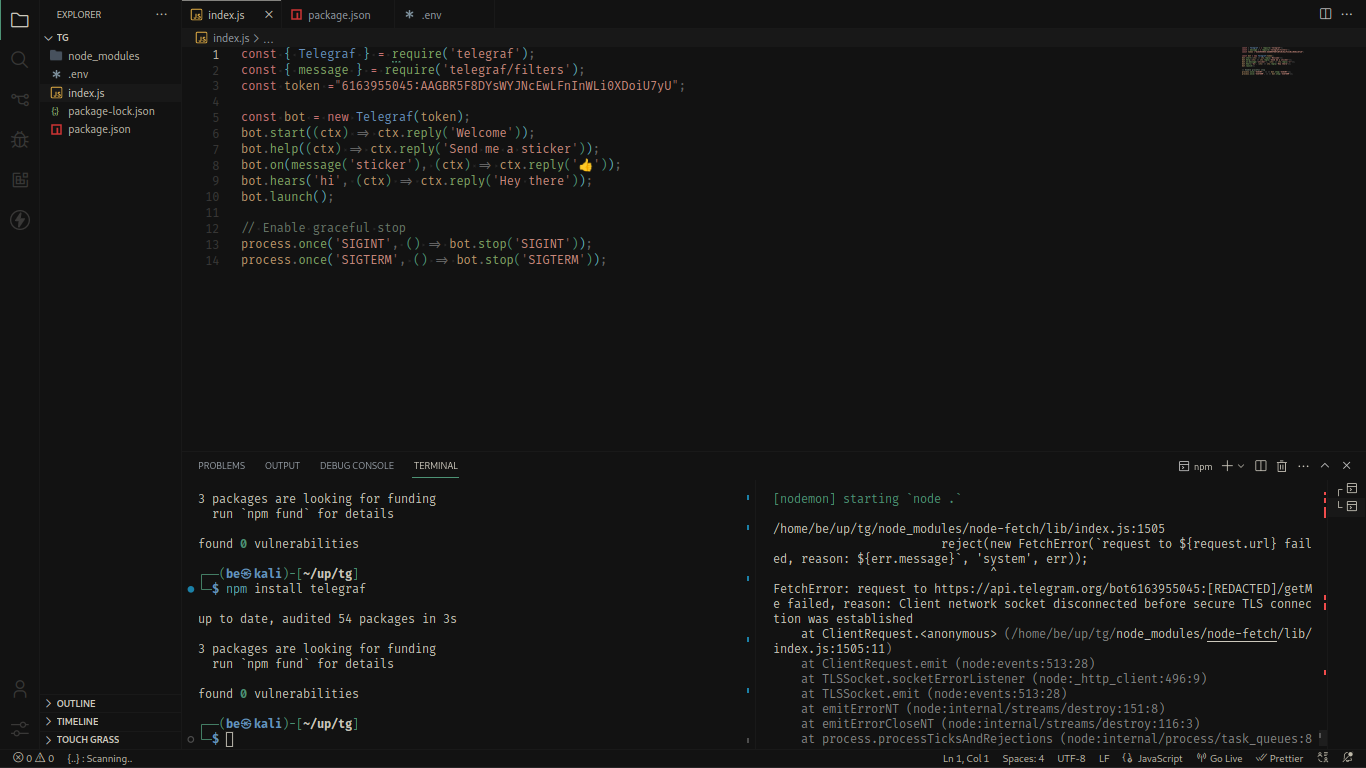 EXPLORER
TG
node_modules
.env
index.js
package-lock.json
package.json
OUTLINE
TIMELINE
TOUCH GRASS
index.js
package.json
.env
index.js > ...
1 const { Telegraf } = require('telegraf');
2 const { message } = require('telegraf/filters');
3 const token ="6163955045:AAGBR5F8DYsWYJNcEwLFnInWLi0XDoiU7yU";
4
5 const bot = new Telegraf(token);
6 bot.start((ctx) => ctx.reply('Welcome'));
7 bot.help((ctx) => ctx.reply('Send me a sticker'));
8 bot.on(message('sticker'), (ctx) => ctx.reply('👍'));
9 bot.hears('hi', (ctx) => ctx.reply('Hey there'));
10 bot.launch();
11
12 // Enable graceful stop
13 process.once('SIGINT', () => bot.stop('SIGINT'));
14 process.once('SIGTERM', () => bot.stop('SIGTERM'));
PROBLEMS OUTPUT DEBUG CONSOLE TERMINAL
npm
3 packages are looking for funding
run `npm fund` for details
found 0 vulnerabilities
(be㉿kali)-[~/up/tg]
$ npm install telegraf
up to date, audited 54 packages in 3s
3 packages are looking for funding
run `npm fund` for details
found 0 vulnerabilities
(be㉿kali)-[~/up/tg]
$
[nodemon] starting `node .`
/home/be/up/tg/node_modules/node-fetch/lib/index.js:1505
reject(new FetchError(`request to ${request.url} fail
ed, reason: ${err.message}`, 'system', err));
^
FetchError: request to https://api.telegram.org/bot6163955045:[REDACTED]/getM
e failed, reason: Client network socket disconnected before secure TLS connec
tion was established
at ClientRequest.<anonymous> (/home/be/up/tg/node_modules/node-fetch/lib/
index.js:1505:11)
at ClientRequest.emit (node:events:513:28)
at TLSSocket.socketErrorListener (node:_http_client:496:9)
at TLSSocket.emit (node:events:513:28)
at emitErrorNT (node:internal/streams/destroy:151:8)
at emitErrorCloseNT (node:internal/streams/destroy:116:3)
at process.processTicksAndRejections (node:internal/process/task_queues:8
0 0 {..} : Scanning..
Ln 1, Col 1 Spaces: 4 UTF-8 LF JavaScript Go Live Prettier